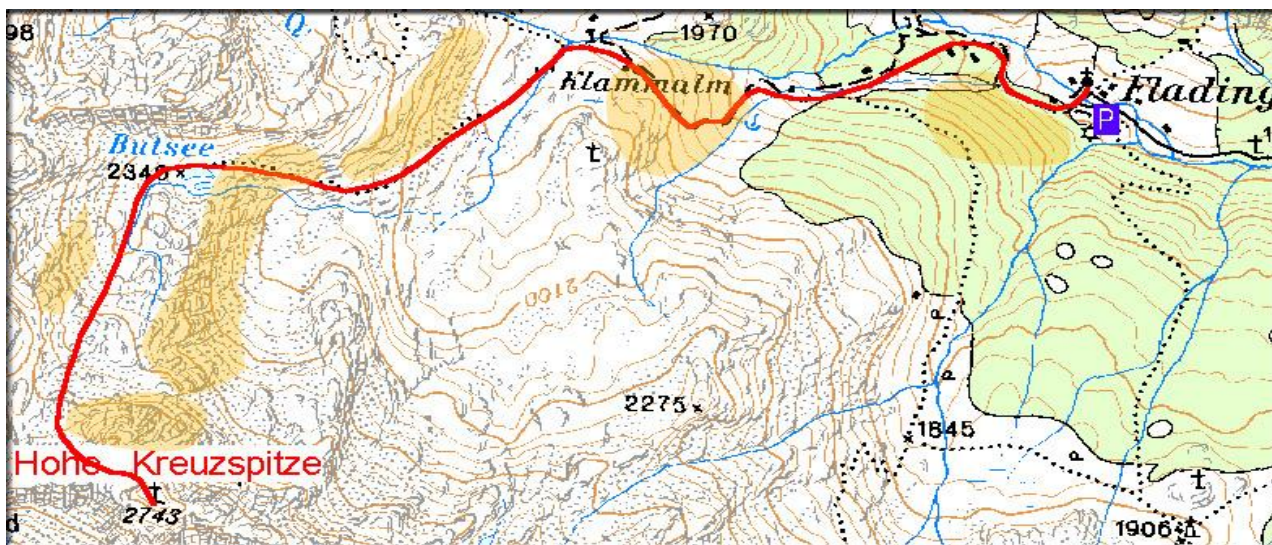 98
Q.
1970
Klammalm
Flading
P
Butsee
2348
2100
2275
1845
P
P
P
Hohe Kreuzspitze
2743
d
1906